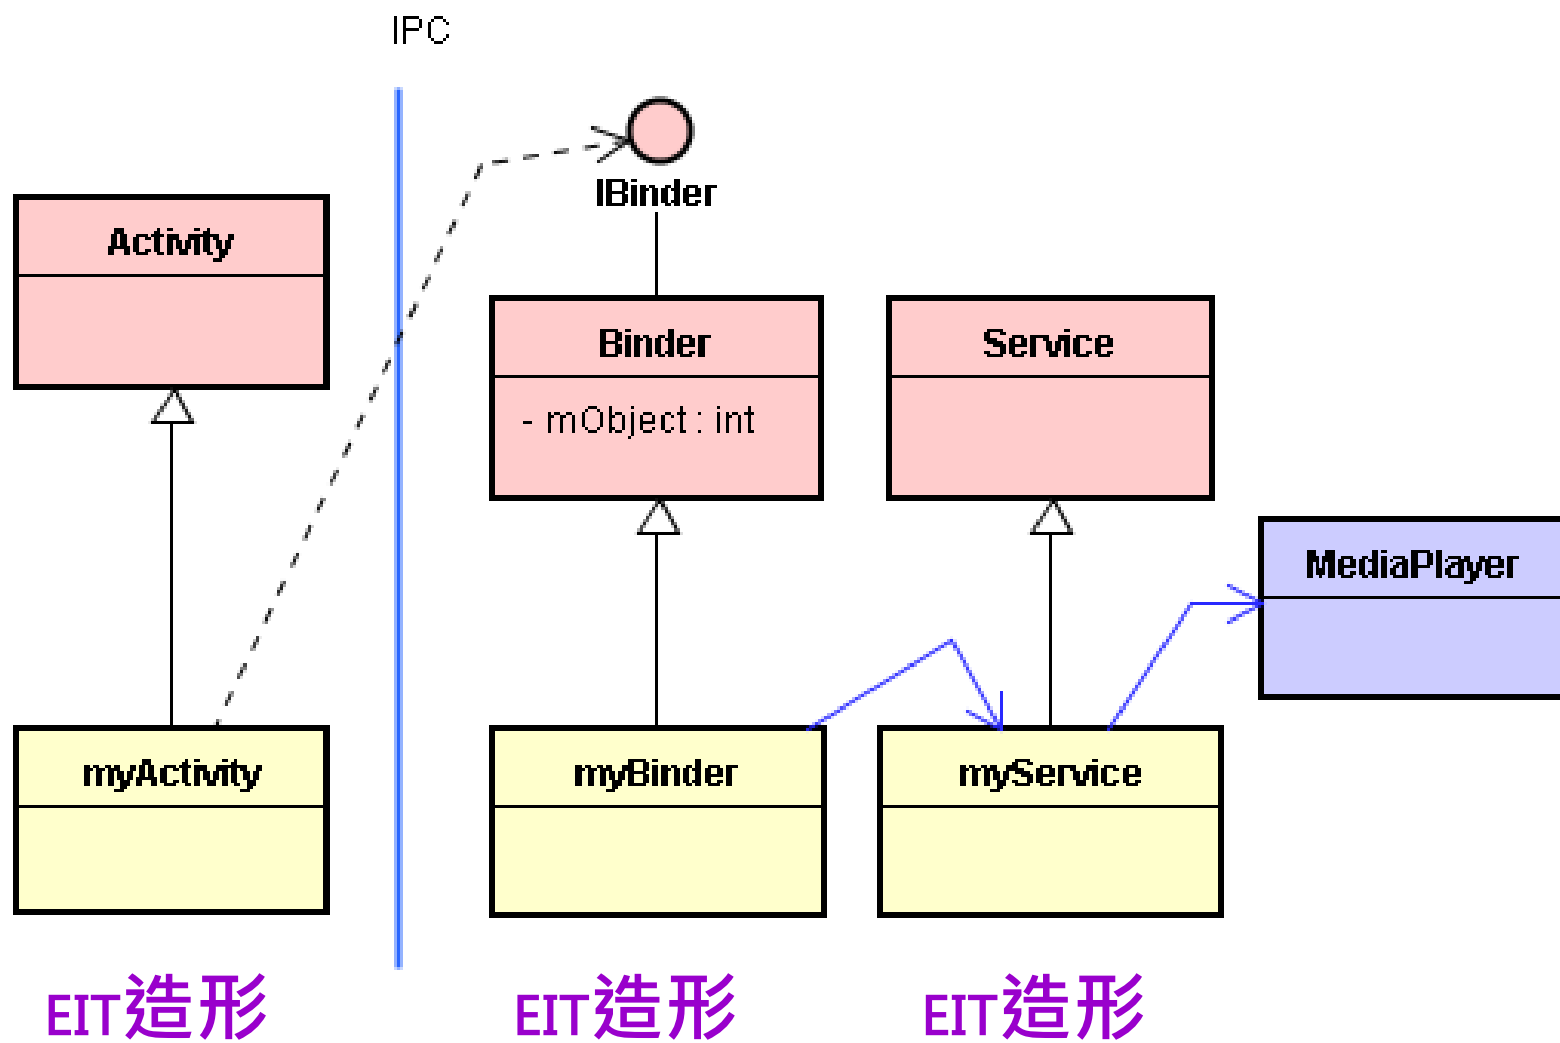 IPC
IBinder
Activity
Binder
- mObject : int
Service
MediaPlayer
myActivity
myBinder
myService
EIT造形
EIT造形
EIT造形